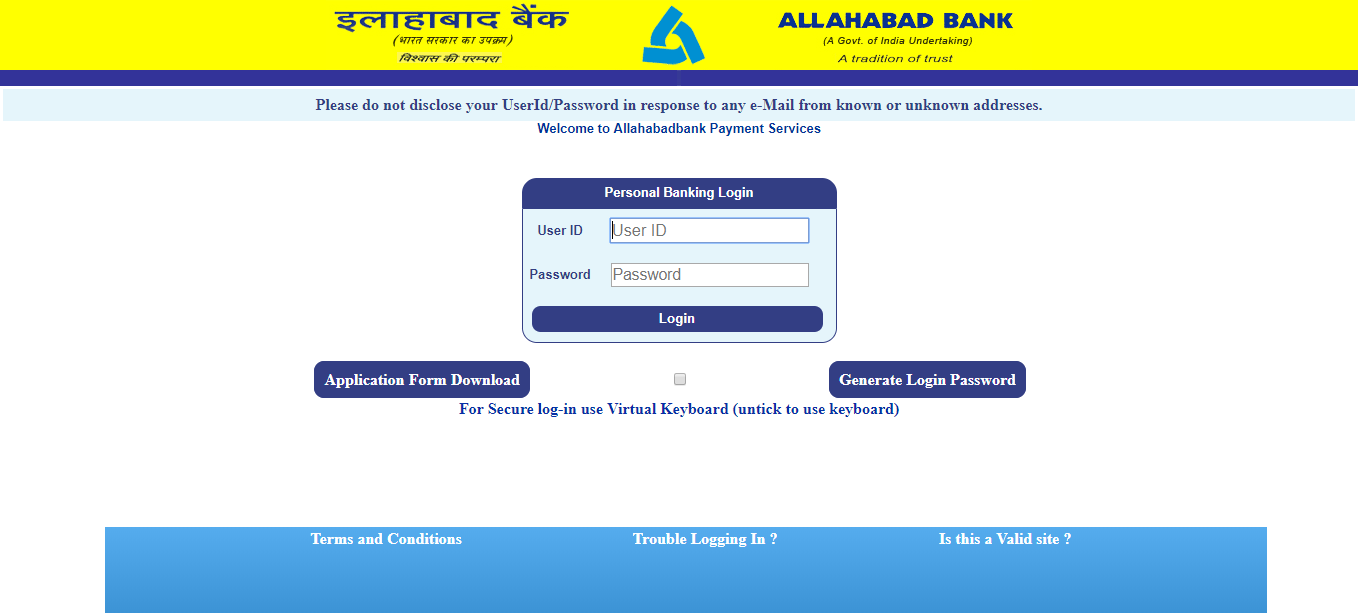 इलाहाबाद बैंक
(भारत सरकार का उपक्रम)
विश्वास की परम्परा
ALLAHABAD BANK
(A Govt. of India Undertaking)
A tradition of trust
Please do not disclose your UserId/Password in response to any e-Mail from known or unknown addresses.
Welcome to Allahabadbank Payment Services
Personal Banking Login
User ID User ID
Password Password
Login
Application Form Download Generate Login Password
For Secure log-in use Virtual Keyboard (untick to use keyboard)
Terms and Conditions Trouble Logging In ? Is this a Valid site ?